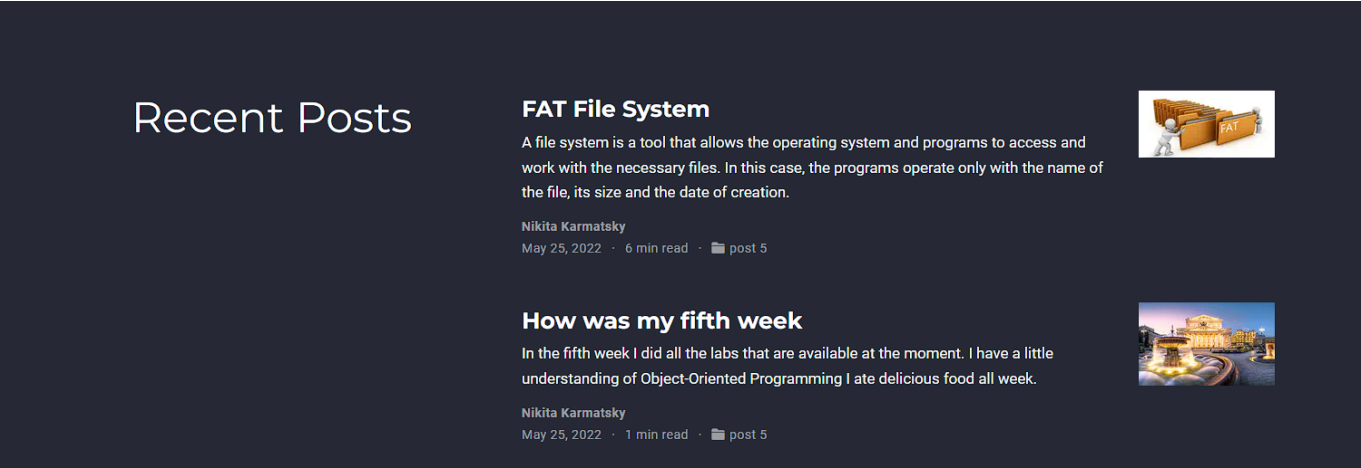 Recent Posts
FAT File System
A file system is a tool that allows the operating system and programs to access and
work with the necessary files. In this case, the programs operate only with the name of
the file, its size and the date of creation.
Nikita Karmatsky
May 25, 2022 · 6 min read · post 5
FAT
How was my fifth week
In the fifth week I did all the labs that are available at the moment. I have a little
understanding of Object-Oriented Programming I ate delicious food all week.
Nikita Karmatsky
May 25, 2022 · 1 min read · post 5